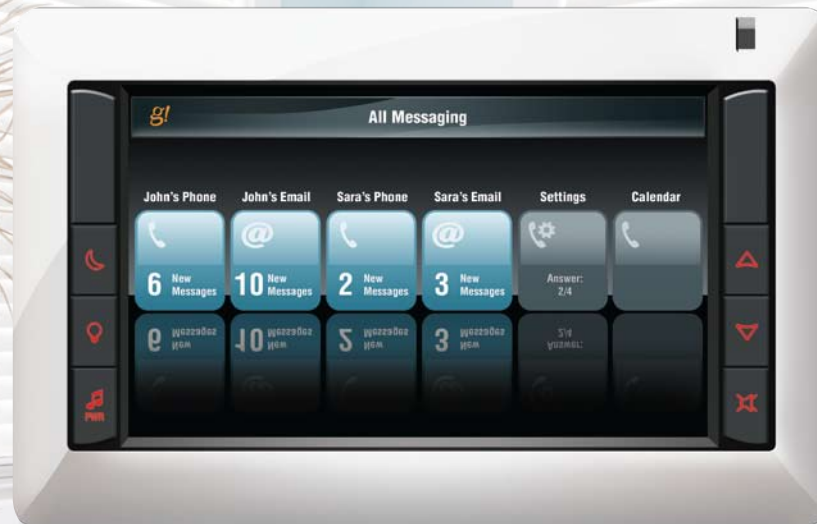 g!
All Messaging
John's Phone
John's Email
Sara's Phone
Sara's Email
Settings
Calendar
6 New
Messages
10 New
Messages
2 New
Messages
3 New
Messages
Answer:
2/4
PWR